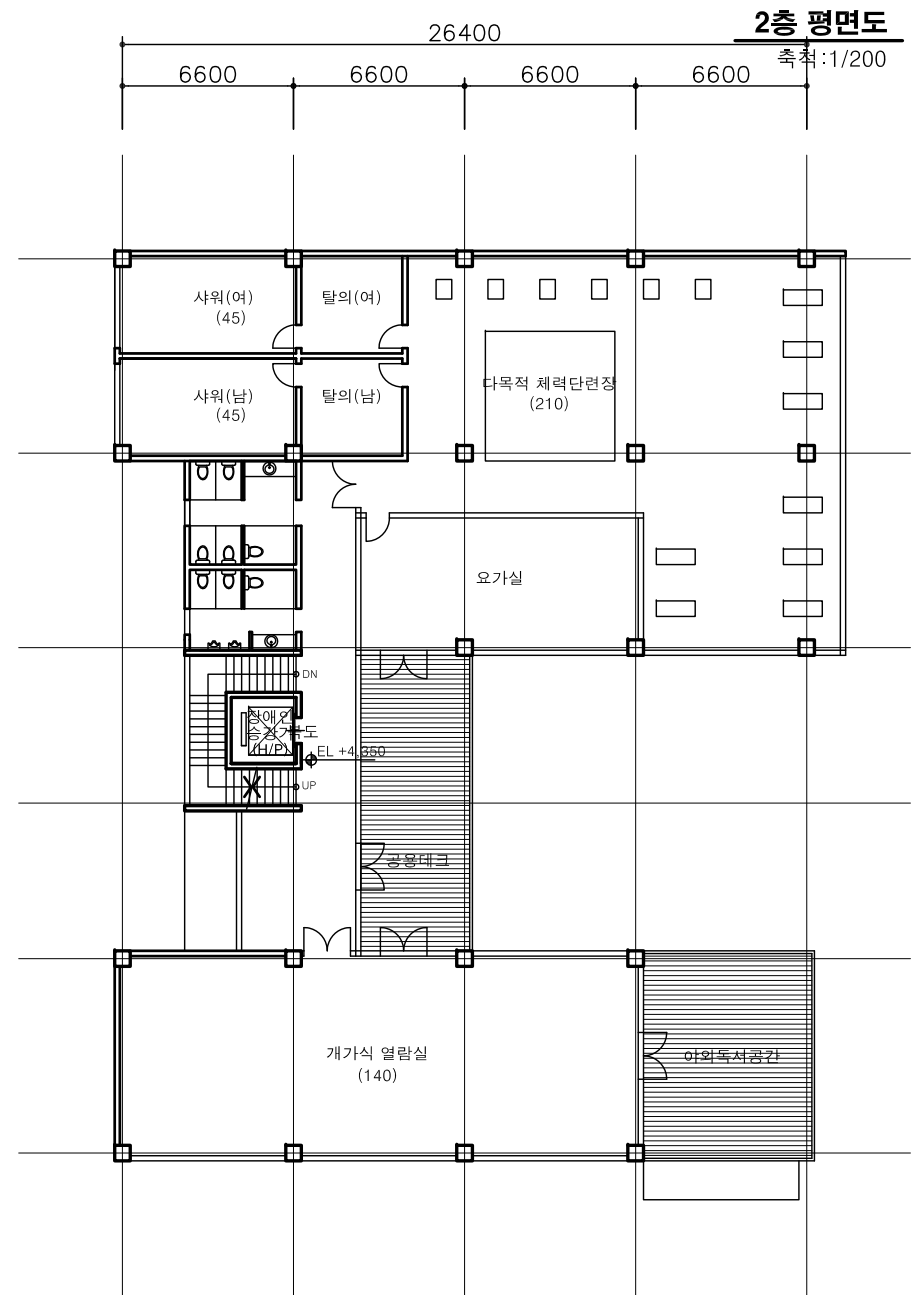 2층 평면도
축척:1/200
26400
6600 6600 6600 6600
샤워(여)
(45)
탈의(여)
다목적 체력단련장
(210)
샤워(남)
(45)
탈의(남)
요가실
DN
장애인
승강기
(H/P)
복도
EL +4,350
UP
공용데크
개가식 열람실
(140)
야외독서공간